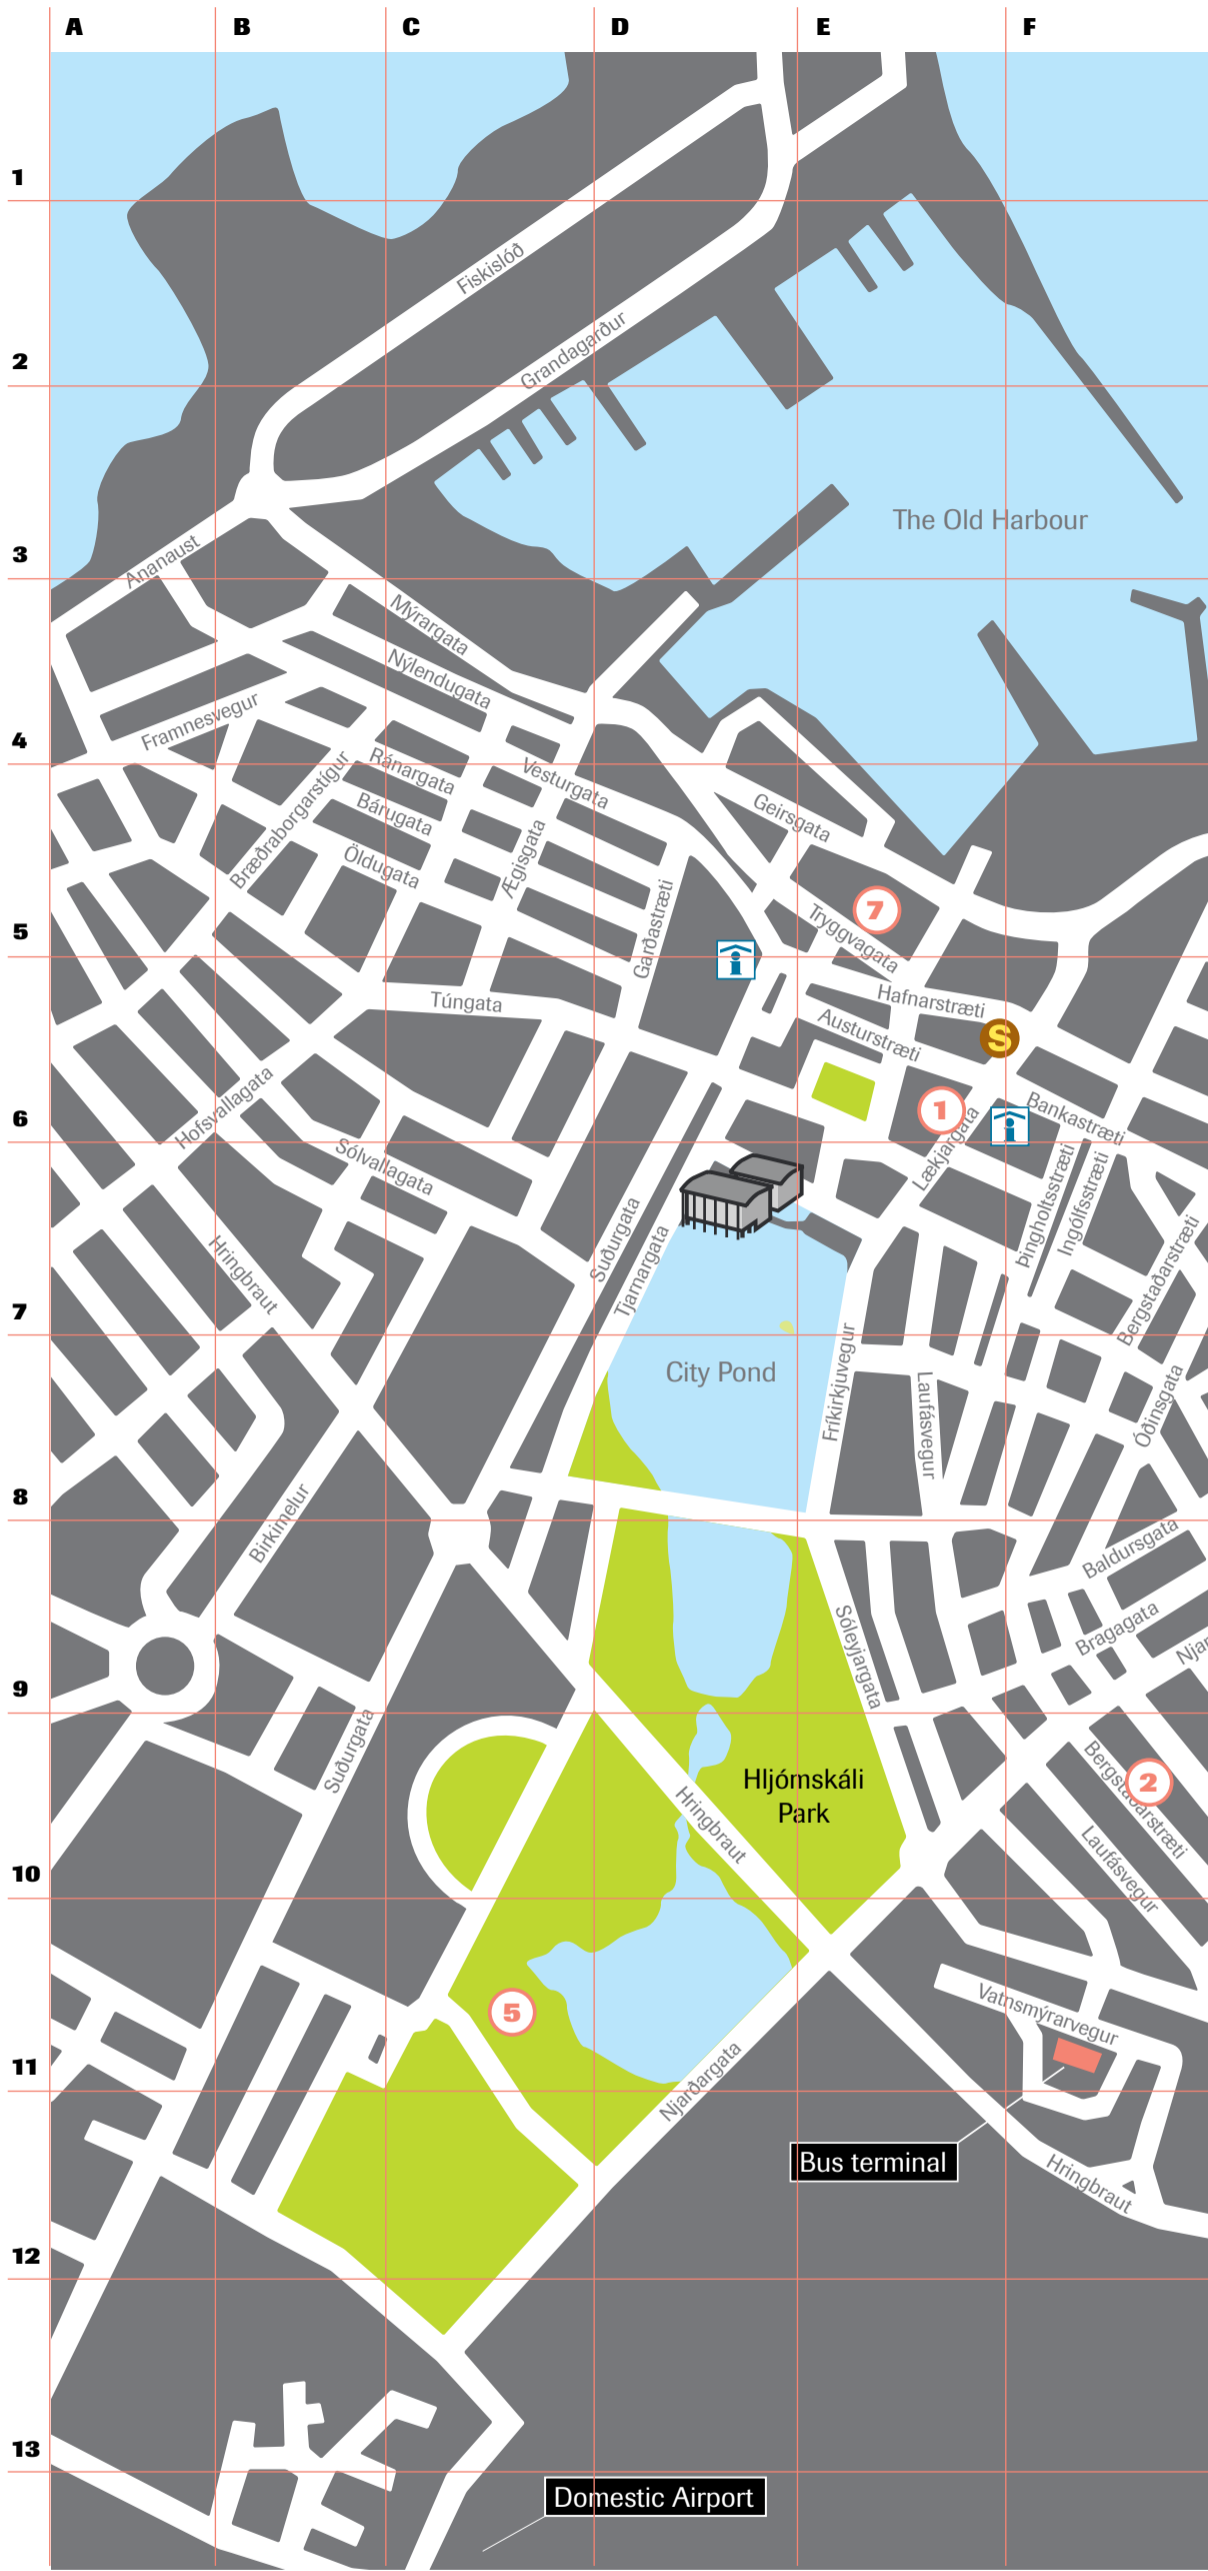 A B C D E F
1
Fiskislóð
Grandagarður
2
The Old Harbour
3
Ananaust
Mýrargata
Nýlendugata
Framnesvegur
4
Ránargata
Vesturgata
Bárugata
Geirsgata
Bræðraborgarstígur
Öldugata
Ægisgata
7
Garðastræti
Tryggvagata
5
i
Túngata
Hafnarstræti
Austurstræti
S
Hofsvallagata
1
Bankastræti
6
i
Lækjargata
Sólvallagata
Þingholtsstræti
Ingólfsstræti
Suðurgata
Tjarnargata
Hringbraut
Bergstaðarstræti
7
City Pond
Fríkirkjuvegur
Laufásvegur
Óðinsgata
8
Birkimelur
Baldursgata
Bragagata
Sóleyjargata
Njar
9
Suðurgata
Bergstaðarstræti
2
Hljómskáli
Park
Hringbraut
Laufásvegur
10
Vatnsmýrarvegur
5
11
Njarðargata
Bus terminal
Hringbraut
12
13
Domestic Airport